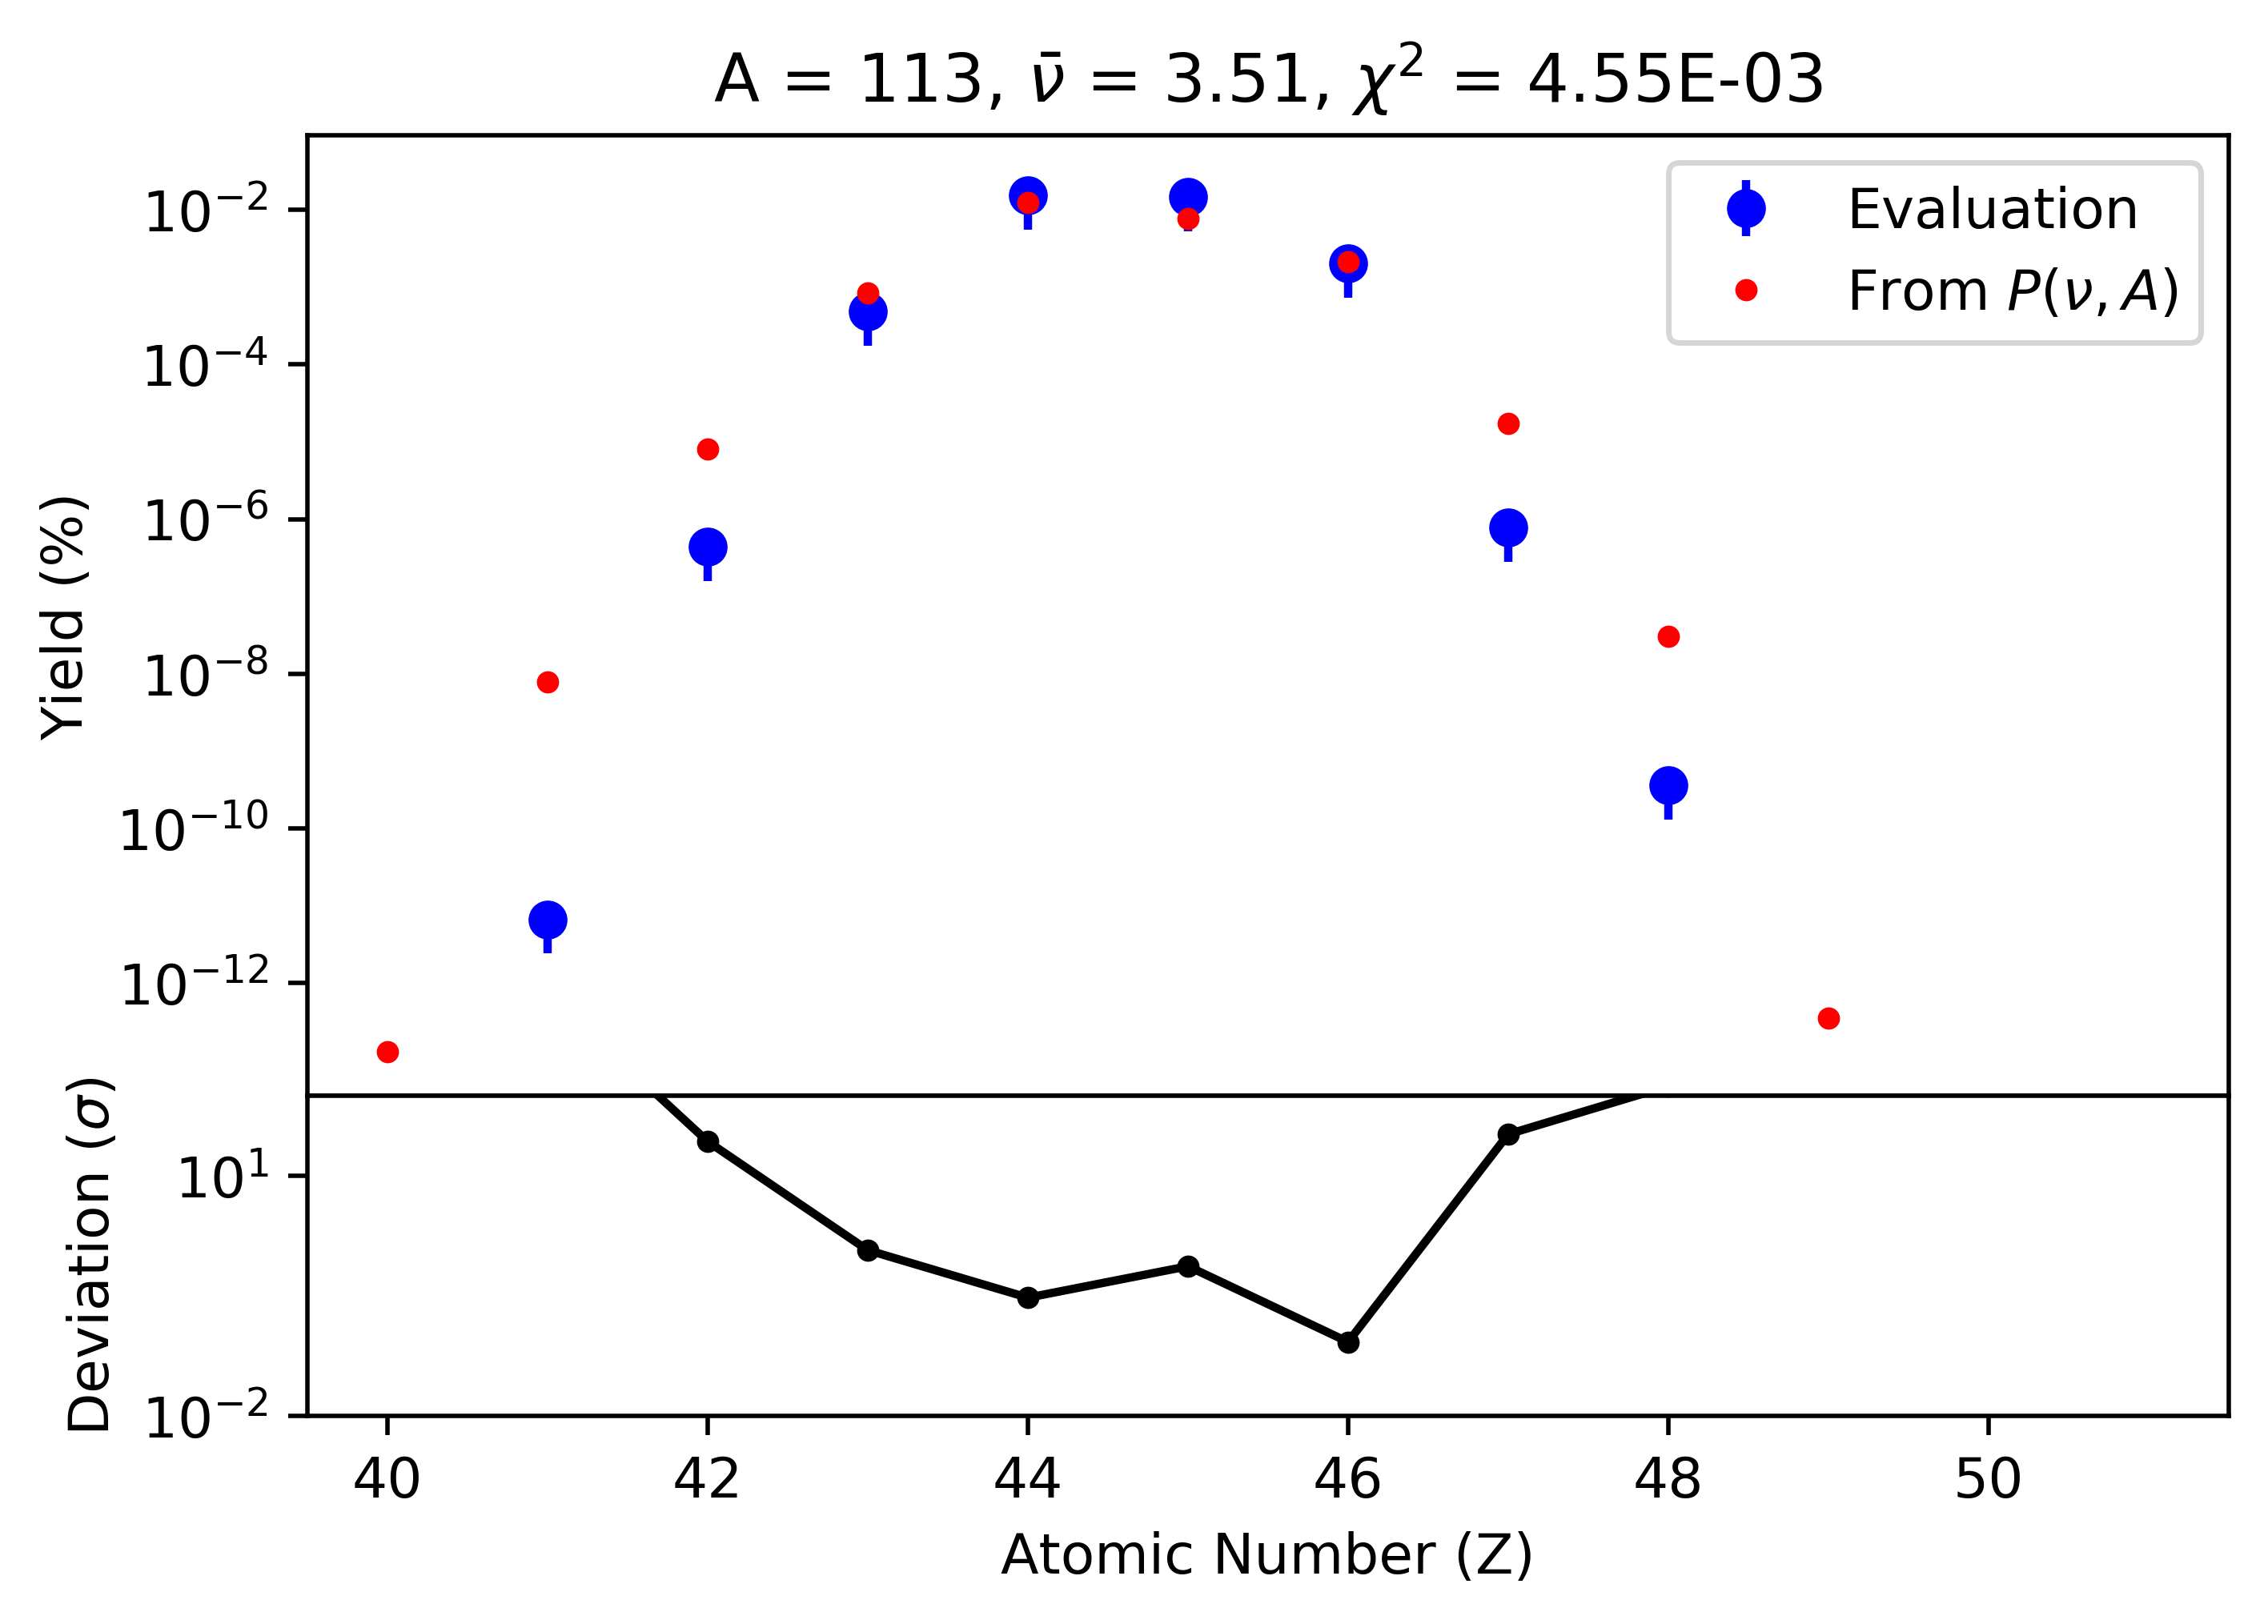 A = 113, ν̄ = 3.51, χ² = 4.55E-03
Evaluation
From P(ν, A)
Yield (%)
10⁻²
10⁻⁴
10⁻⁶
10⁻⁸
10⁻¹⁰
10⁻¹²
Deviation (σ)
10¹
10⁻²
40 42 44 46 48 50
Atomic Number (Z)